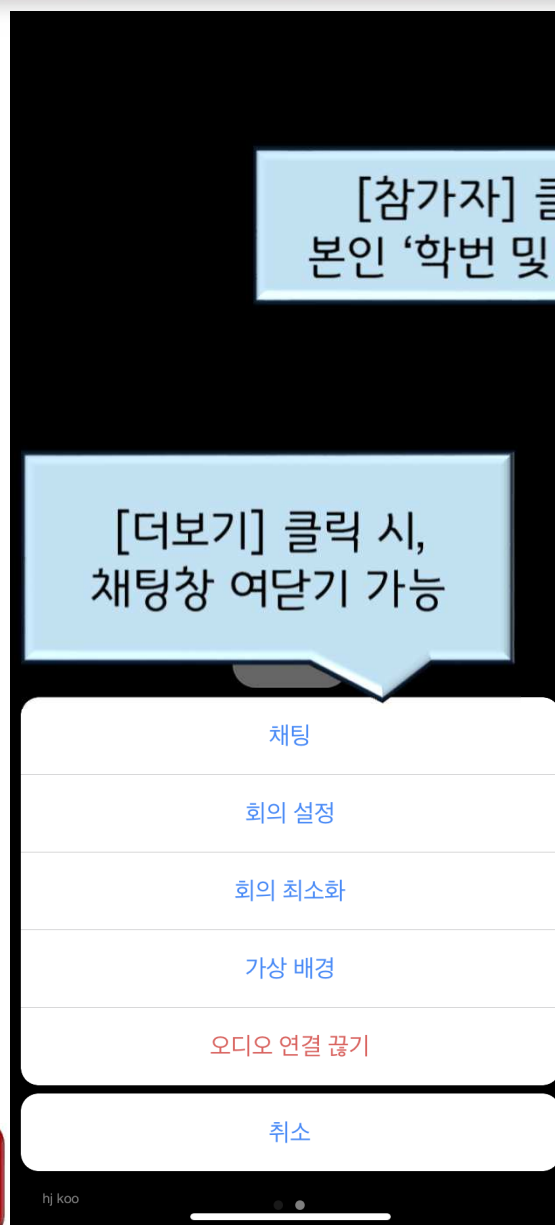 [참가자]
본인 ‘학번 및
[더보기] 클릭 시,
채팅창 여닫기 가능
채팅
회의 설정
회의 최소화
가상 배경
오디오 연결 끊기
취소
hj koo